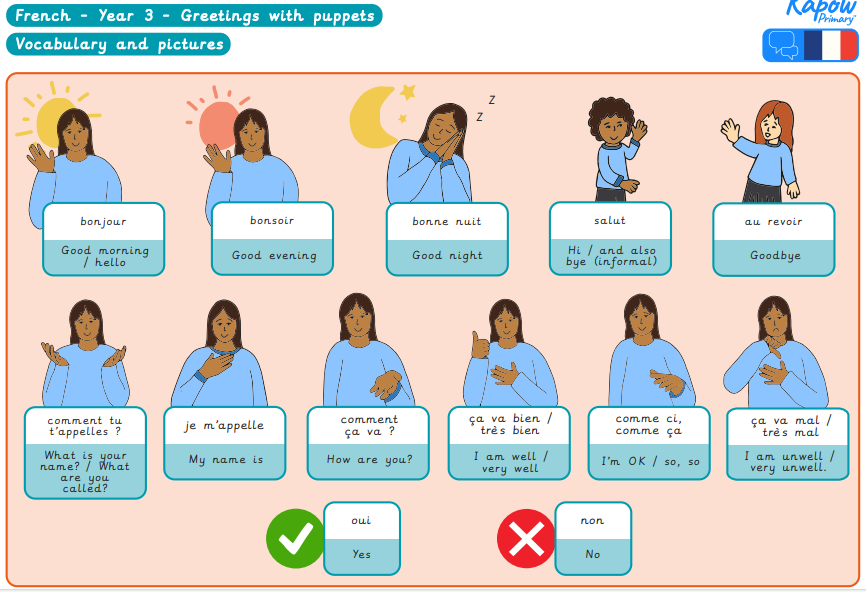 French - Year 3 - Greetings with puppets
Kapow
Primary
Vocabulary and pictures
z
z
bonjour
Good morning
/ hello
bonsoir
Good evening
bonne nuit
Good night
salut
Hi / and also
bye (informal)
au revoir
Goodbye
comment tu
t'appelles ?
What is your
name? / What
are you
called?
je m'appelle
My name is
comment
ça va ?
How are you?
ça va bien /
très bien
I am well /
very well
comme ci,
comme ça
I'm OK / so, so
ça va mal /
très mal
I am unwell /
very unwell.
oui
Yes
non
No